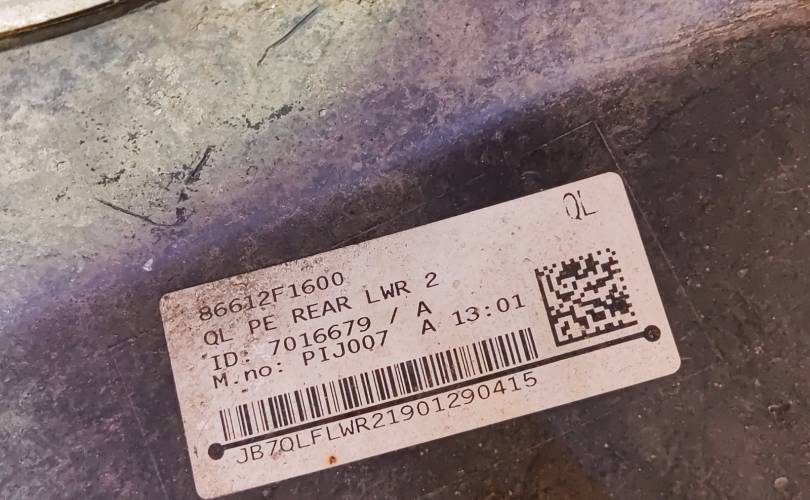 QL
86612F1600
QL PE REAR LWR 2
ID: 7016679 / A
M.no: PIJ007 A 13:01
JB7QLFLWR21901290415